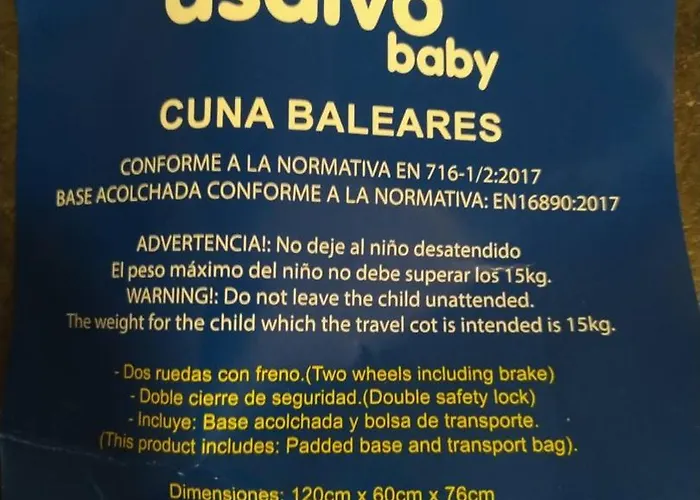 asalvo
baby
CUNA BALEARES
CONFORME A LA NORMATIVA EN 716-1/2:2017
BASE ACOLCHADA CONFORME A LA NORMATIVA: EN16890:2017
ADVERTENCIA!: No deje al niño desatendido
El peso máximo del niño no debe superar los 15kg.
WARNING!: Do not leave the child unattended.
The weight for the child which the travel cot is intended is 15kg.
- Dos ruedas con freno.(Two wheels including brake)
- Doble cierre de seguridad.(Double safety lock)
- Incluye: Base acolchada y bolsa de transporte.
(This product includes: Padded base and transport bag).
Dimensiones: 120cm x 60cm x 76cm